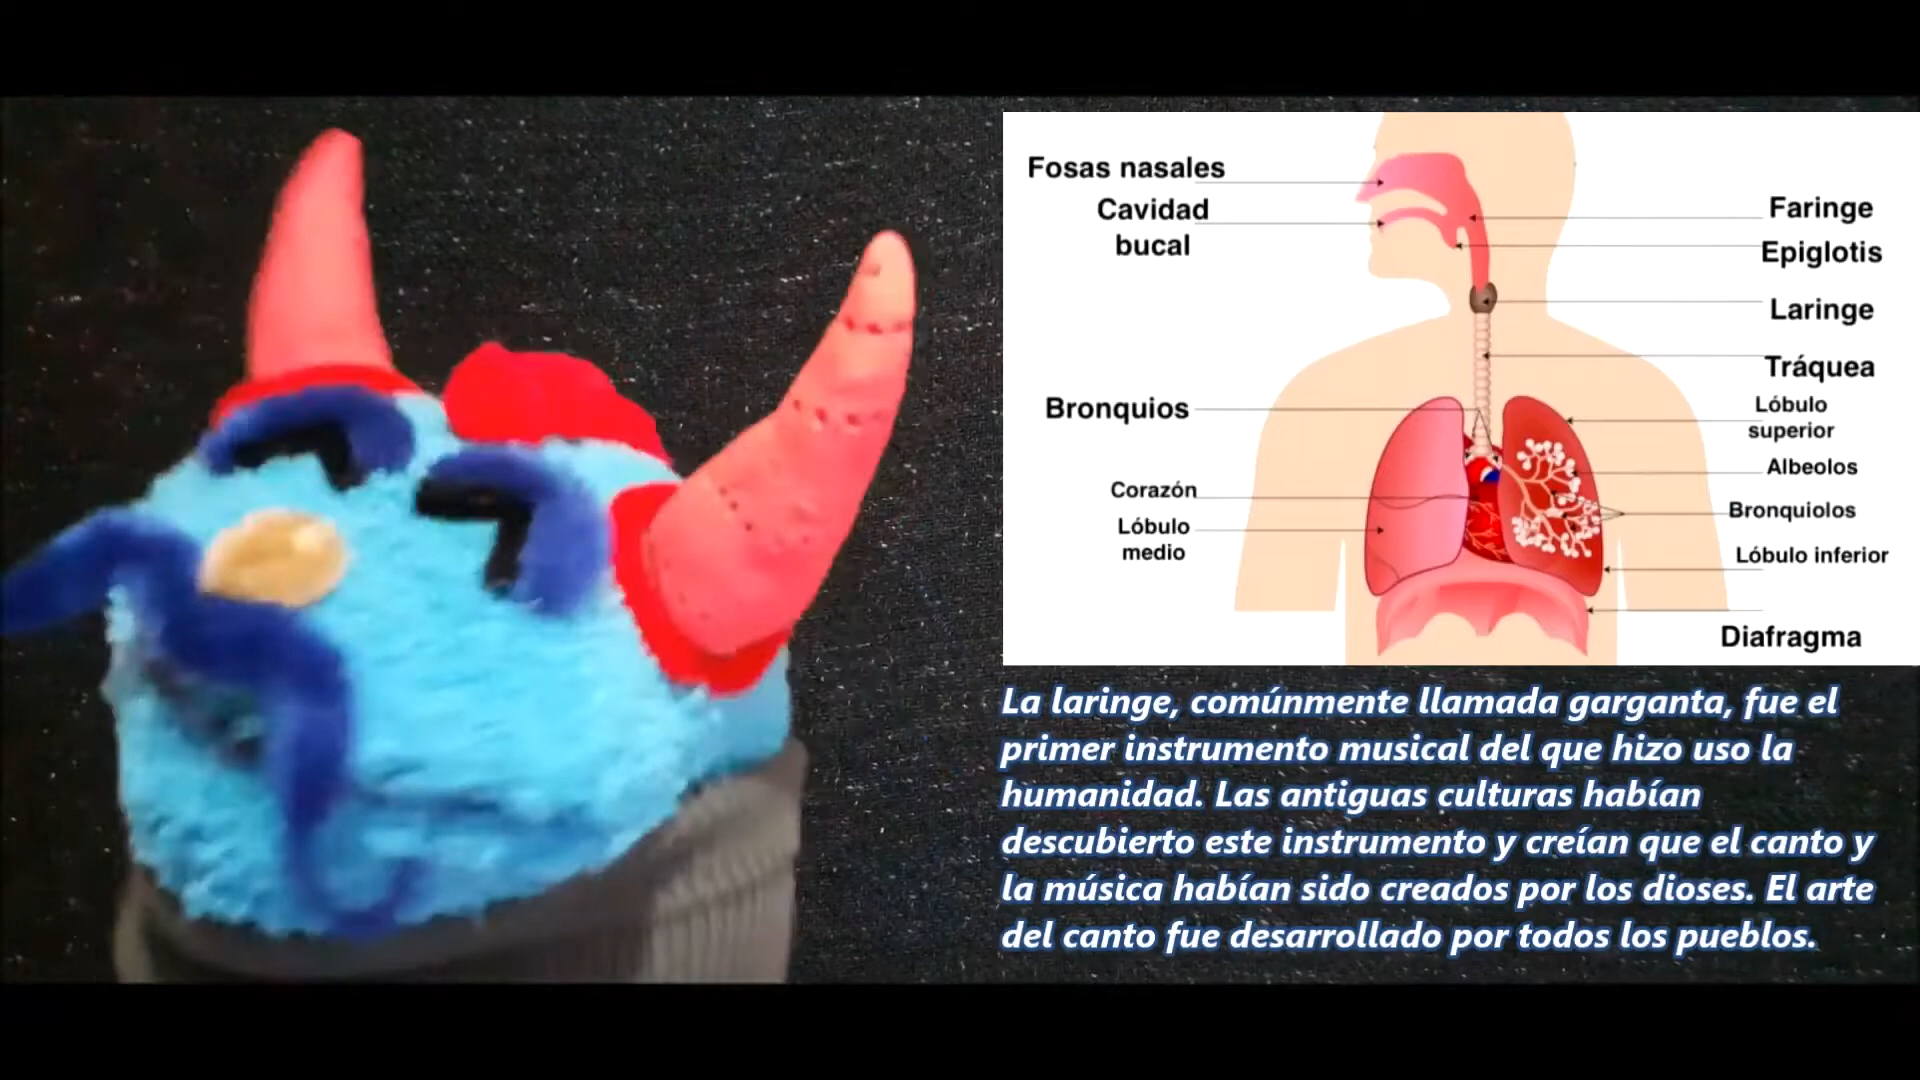 Fosas nasales
Cavidad
bucal
Bronquios
Corazón
Lóbulo
medio
Faringe
Epiglotis
Laringe
Tráquea
Lóbulo
superior
Albeolos
Bronquiolos
Lóbulo inferior
Diafragma
La laringe, comúnmente llamada garganta, fue el
primer instrumento musical del que hizo uso la
humanidad. Las antiguas culturas habían
descubierto este instrumento y creían que el canto y
la música habían sido creados por los dioses. El arte
del canto fue desarrollado por todos los pueblos.